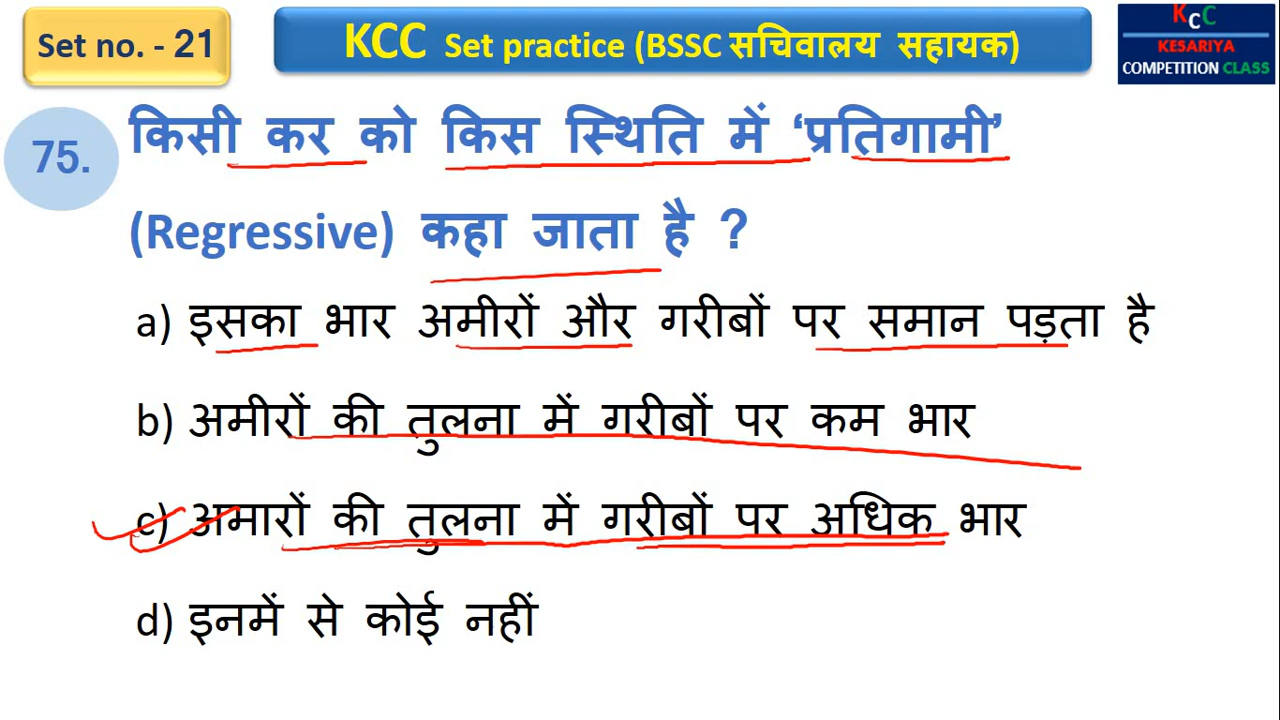 Set no. - 21
KCC Set practice (BSSC सचिवालय सहायक)
KCC
KESARIYA
COMPETITION CLASS
75. किसी कर को किस स्थिति में ‘प्रतिगामी’
(Regressive) कहा जाता है ?
a) इसका भार अमीरों और गरीबों पर समान पड़ता है
b) अमीरों की तुलना में गरीबों पर कम भार
c) अमारों की तुलना में गरीबों पर अधिक भार
d) इनमें से कोई नहीं